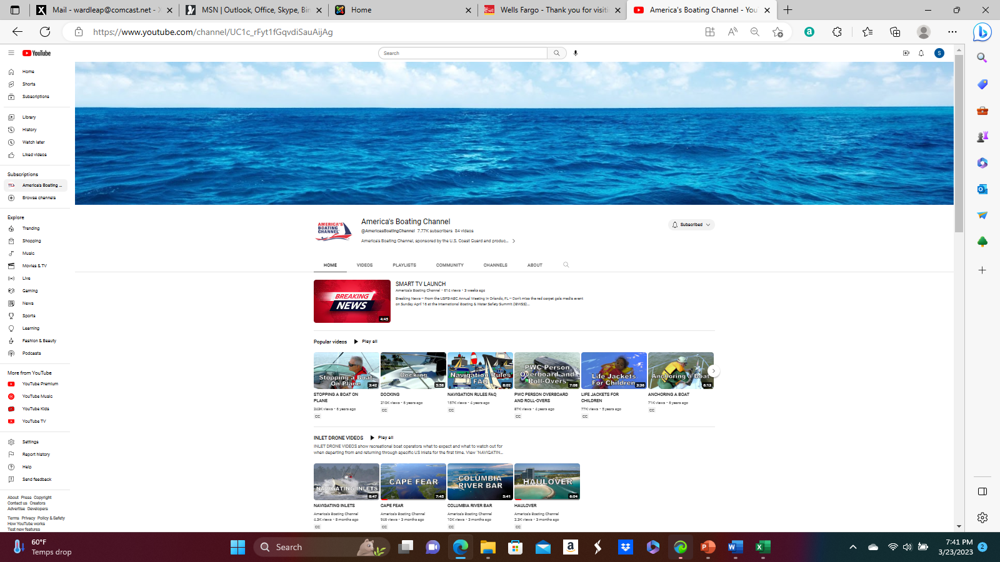 Mail - wardleap@comcast.net - X
MSN | Outlook, Office, Skype, Bin
Home
Wells Fargo - Thank you for visiti
America's Boating Channel - You
https://www.youtube.com/channel/UC1c_rFyt1fGqvdiSauAijAg
YouTube
Search
S
Home
Shorts
Subscriptions
Library
History
Watch later
Liked videos
Subscriptions
America's Boating ...
Browse channels
Explore
Trending
Shopping
Music
Movies & TV
Live
Gaming
News
Sports
Learning
Fashion & Beauty
Podcasts
More from YouTube
YouTube Premium
YouTube Music
YouTube Kids
YouTube TV
Settings
Report history
Help
Send feedback
About Press Copyright
Contact us Creators
Advertise Developers
Terms Privacy Policy & Safety
How YouTube works
Test new features
AMERICA'S
BOATING
CHANNEL
America's Boating Channel
@AmericasBoatingChannel 7.77K subscribers 84 videos
America's Boating Channel, sponsored by the U.S. Coast Guard and produc...
Subscribed
HOME VIDEOS PLAYLISTS COMMUNITY CHANNELS ABOUT
BREAKING
NEWS
4:45
SMART TV LAUNCH
America's Boating Channel • 614 views • 3 weeks ago
Breaking News – From the USPS-ABC Annual Meeting in Orlando, FL – Don't miss the red carpet gala media event
on Sunday April 16 at the International Boating & Water Safety Summit (IBWSS)...
Popular videos Play all
Stopping a Boat
On Plane
3:42
STOPPING A BOAT ON
PLANE
243K views • 6 years ago
CC
Docking
5:58
DOCKING
210K views • 6 years ago
CC
Navigation Rules
FAQ
8:02
NAVIGATION RULES FAQ
157K views • 4 years ago
CC
PWC Person
Overboard and
Roll-Overs
7:08
PWC PERSON OVERBOARD
AND ROLL-OVERS
87K views • 4 years ago
CC
Life Jackets
For Children
2:36
LIFE JACKETS FOR
CHILDREN
77K views • 5 years ago
CC
Anchoring a Boat
6:13
ANCHORING A BOAT
71K views • 6 years ago
CC
INLET DRONE VIDEOS Play all
INLET DRONE VIDEOS show recreational boat operators what to expect and what to watch out for
when departing from and returning through specific US Inlets for the first time. View "NAVIGATIN...
NAVIGATING INLETS
8:47
NAVIGATING INLETS
America's Boating Channel
4.3K views • 8 months ago
CC
CAPE FEAR
7:45
CAPE FEAR
America's Boating Channel
946 views • 3 months ago
CC
COLUMBIA
RIVER BAR
5:41
COLUMBIA RIVER BAR
America's Boating Channel
10K views • 3 months ago
CC
HAULOVER
6:04
HAULOVER
America's Boating Channel
2.3K views • 3 months ago
CC
60°F
Temps drop
Search
7:41 PM
3/23/2023
2